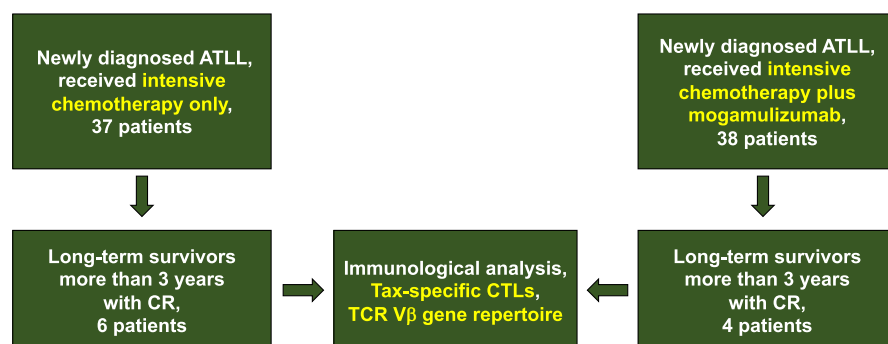 Newly diagnosed ATLL,
received intensive
chemotherapy only,
37 patients
Newly diagnosed ATLL,
received intensive
chemotherapy plus
mogamulizumab,
38 patients
Long-term survivors
more than 3 years
with CR,
6 patients
Immunological analysis,
Tax-specific CTLs,
TCR Vβ gene repertoire
Long-term survivors
more than 3 years
with CR,
4 patients